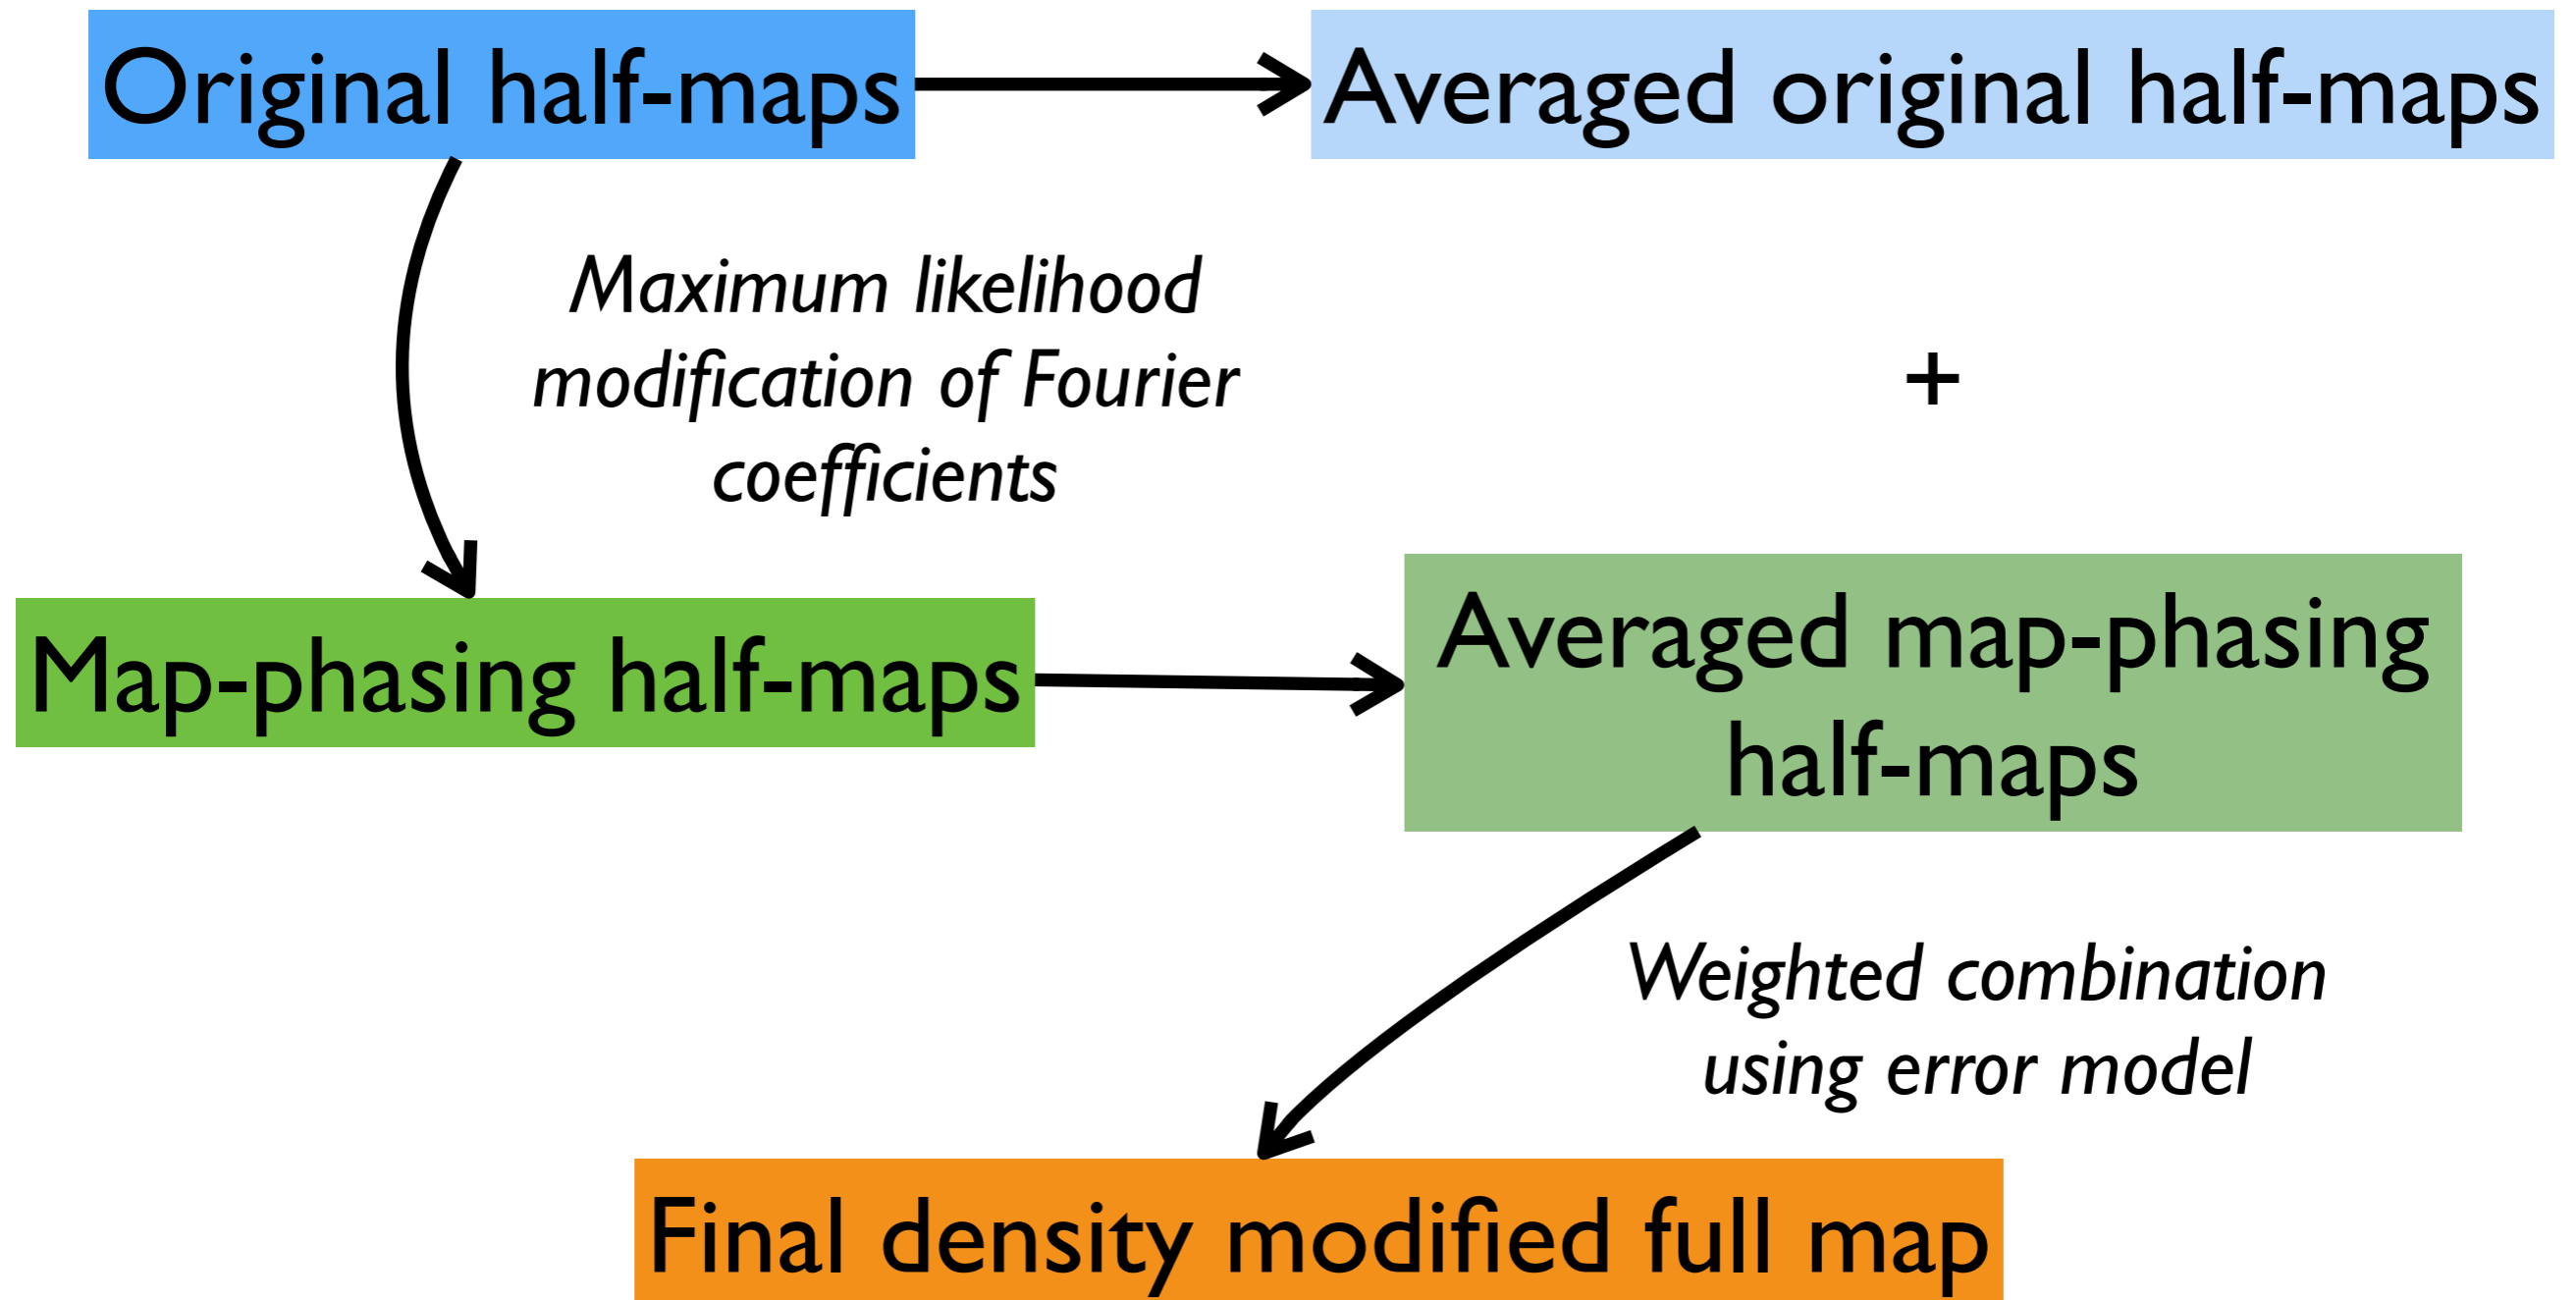 Original half-maps
Averaged original half-maps
Maximum likelihood
modification of Fourier
coefficients
+
Map-phasing half-maps
Averaged map-phasing
half-maps
Weighted combination
using error model
Final density modified full map